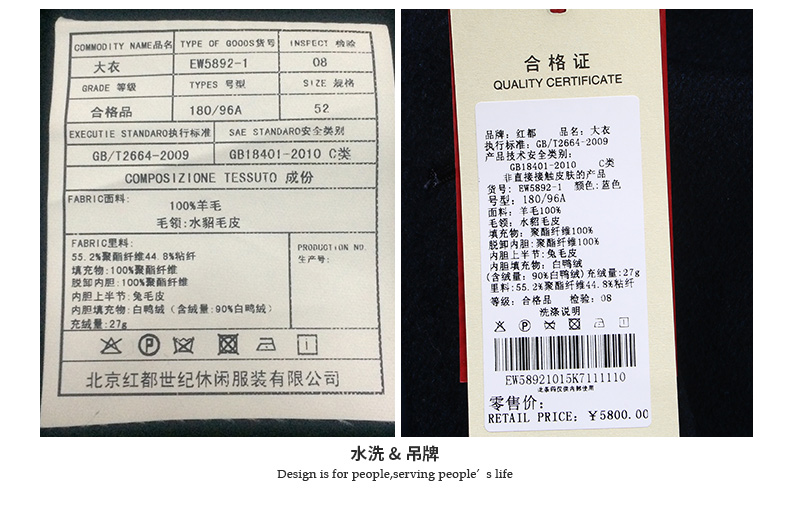 COMMODITY NAME品名 TYPE OF GOOOS货号 INSFECT 检验
大衣 EW5892-1 08
GRADE 等级 TYPES 号型 SIZE 规格
合格品 180/96A 52
EXECUTIE STANDARO执行标准 SAE STANDARO安全类别
GB/T2664-2009 GB18401-2010 C类
COMPOSIZIONE TESSUTO 成份
FABRIC面料:
100%羊毛
毛领:水貂毛皮
FABRIC里料:
55.2%聚酯纤维44.8%粘纤
填充物:100%聚酯纤维
脱卸内胆:100%聚酯纤维
内胆上半节:兔毛皮
内胆填充物:白鸭绒（含绒量:90%白鸭绒）
充绒量:27g
PRODUCTION NO.
生产号:
北京红都世纪休闲服装有限公司
合格证
QUALITY CERTIFICATE
品牌: 红都 品名: 大衣
执行标准: GB/T2664-2009
产品技术安全类别:
GB18401-2010 C类
非直接接触皮肤的产品
货号: EW5892-1 颜色:蓝色
号型: 180/96A
面料: 羊毛100%
毛领: 水貂毛皮
填充物: 聚酯纤维100%
脱卸内胆:聚酯纤维100%
内胆上半节:兔毛皮
内胆填充物:白鸭绒
(含绒量: 90%白鸭绒)充绒量:27g
里料:55.2%聚酯纤维44.8%粘纤
等级: 合格品 检验: 08
洗涤说明
EW58921015K7111110
此条码仅供内部使用
零售价:
RETAIL PRICE: ￥5800.00
水洗 & 吊牌
Design is for people,serving people's life